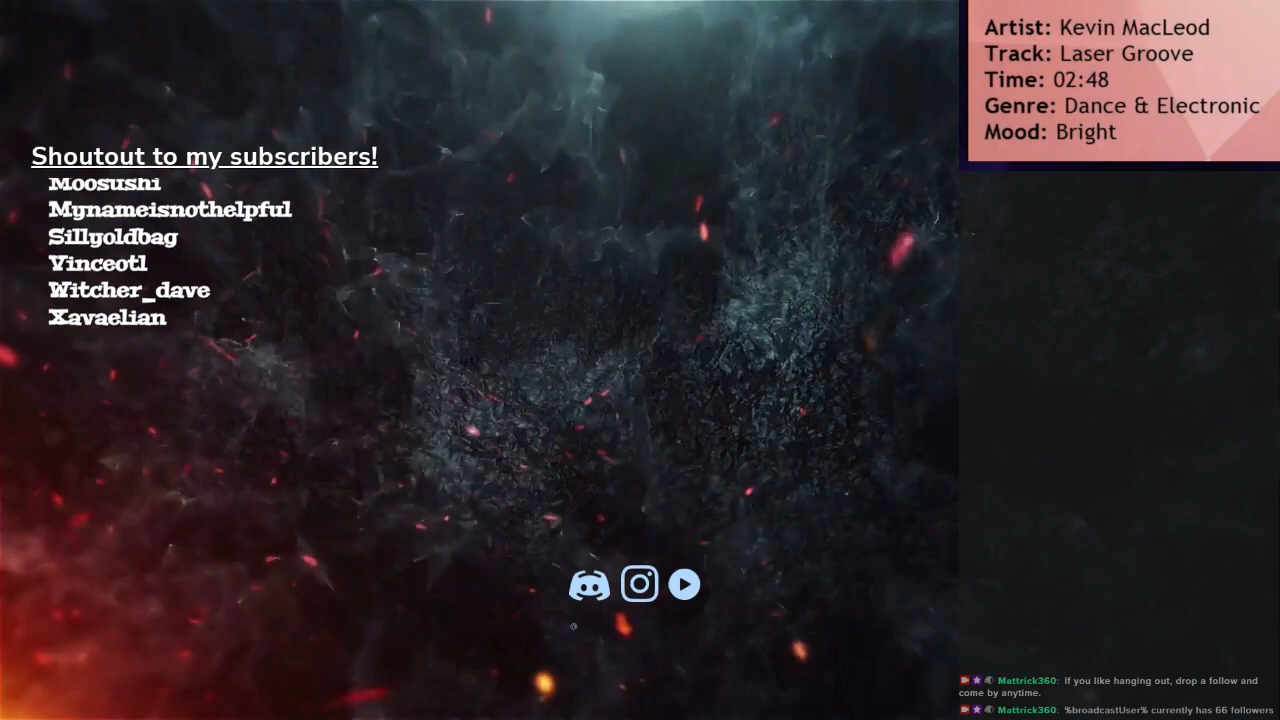 Artist: Kevin MacLeod
Track: Laser Groove
Time: 02:48
Genre: Dance & Electronic
Mood: Bright
Shoutout to my subscribers!
Moosushi
Mynameisnothelpful
Sillyoldbag
Vinceotl
Witcher_dave
Xavaelian
Mattrick360: If you like hanging out, drop a follow and
come by anytime.
Mattrick360: %broadcastUser% currently has 66 followers